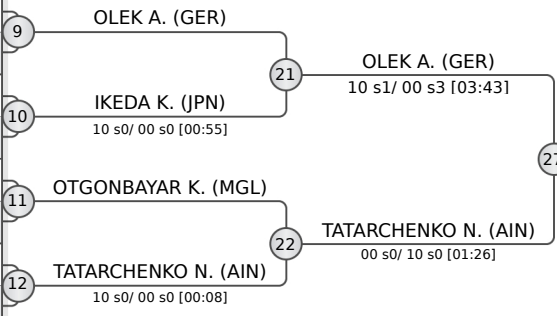 9
OLEK A. (GER)
21
OLEK A. (GER)
10 s1/ 00 s3 [03:43]
10
IKEDA K. (JPN)
10 s0/ 00 s0 [00:55]
27
11
OTGONBAYAR K. (MGL)
22
TATARCHENKO N. (AIN)
00 s0/ 10 s0 [01:26]
12
TATARCHENKO N. (AIN)
10 s0/ 00 s0 [00:08]